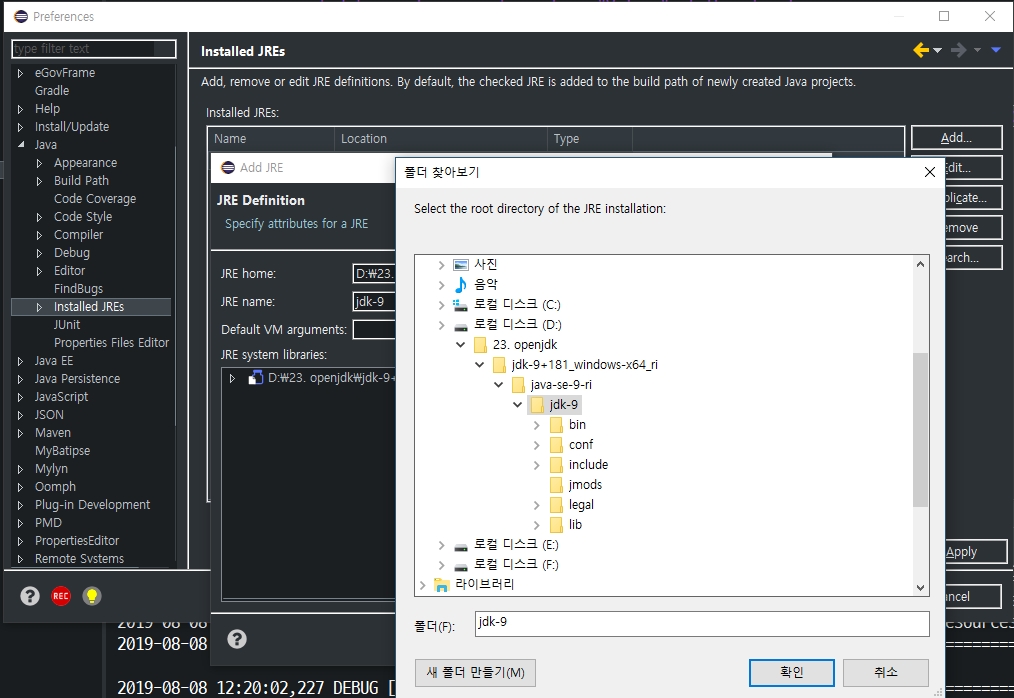 Preferences
type filter text
eGovFrame
Gradle
Help
Install/Update
Java
Appearance
Build Path
Code Coverage
Code Style
Compiler
Debug
Editor
FindBugs
Installed JREs
JUnit
Properties Files Editor
Java EE
Java Persistence
JavaScript
JSON
Maven
MyBatipse
Mylyn
Oomph
Plug-in Development
PMD
PropertiesEditor
Remote Systems
REC
Installed JREs
Add, remove or edit JRE definitions. By default, the checked JRE is added to the build path of newly created Java projects.
Installed JREs:
Name Location Type
Add...
Edit...
plicate...
emove
earch...
Apply
ancel
Add JRE
JRE Definition
Specify attributes for a JRE
JRE home: D:₩23.
JRE name: jdk-9
Default VM arguments:
JRE system libraries:
D:₩23. openjdk₩jdk-9+
폴더 찾아보기
Select the root directory of the JRE installation:
사진
음악
로컬 디스크 (C:)
로컬 디스크 (D:)
23. openjdk
jdk-9+181_windows-x64_ri
java-se-9-ri
jdk-9
bin
conf
include
jmods
legal
lib
로컬 디스크 (E:)
로컬 디스크 (F:)
라이브러리
폴더(F): jdk-9
새 폴더 만들기(M) 확인 취소
2019-08-08
2019-08-08
2019-08-08 12:20:02,227 DEBUG [